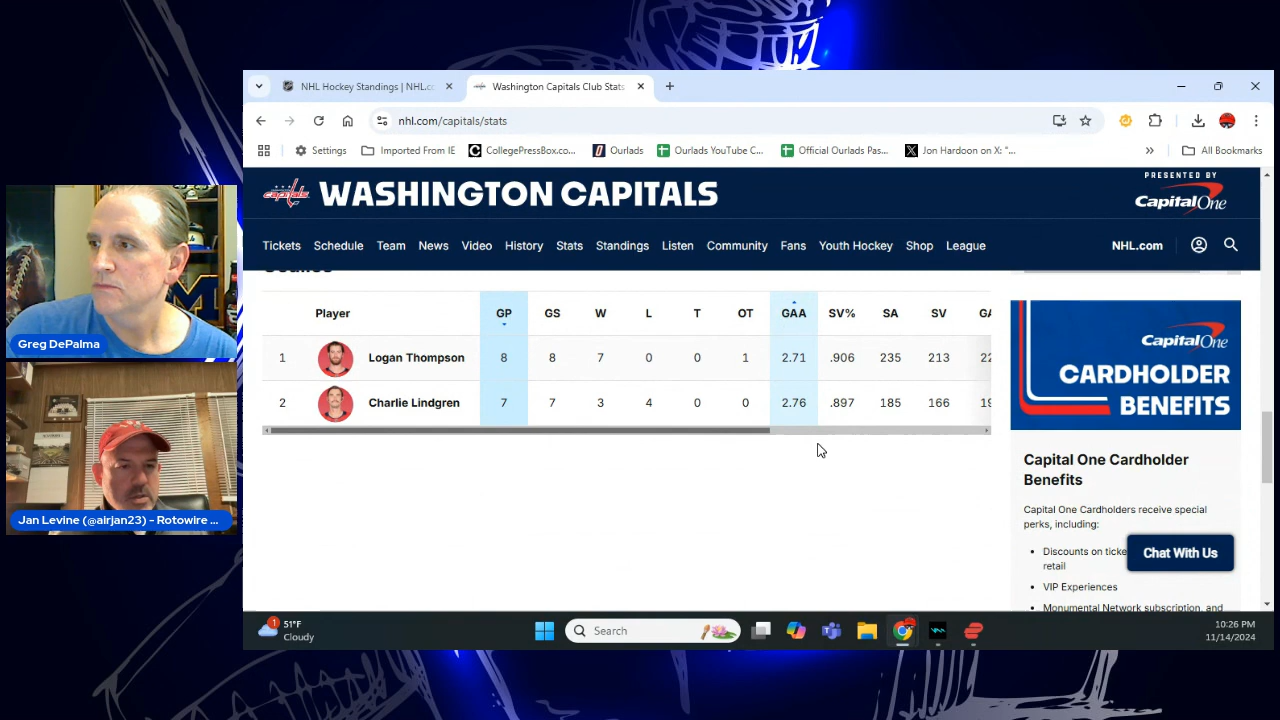 NHL Hockey Standings | NHL.c
Washington Capitals Club Stats
nhl.com/capitals/stats
Settings
Imported From IE
CollegePressBox.co...
Ourlads
Ourlads YouTube C...
Official Ourlads Pas...
Jon Hardoon on X: "...
All Bookmarks
WASHINGTON CAPITALS
PRESENTED BY
Capital One
Tickets Schedule Team News Video History Stats Standings Listen Community Fans Youth Hockey Shop League
NHL.com
Player GP GS W L T OT GAA SV% SA SV
1 Logan Thompson 8 8 7 0 0 1 2.71 .906 235 213 22
2 Charlie Lindgren 7 7 3 4 0 0 2.76 .897 185 166
Capital One
CARDHOLDER
BENEFITS
Capital One Cardholder
Benefits
Capital One Cardholders receive special
perks, including:
Discounts on
retail
VIP Experiences
Monumental Network subscription, and
Chat With Us
Greg DePalma
Jan Levine (@airjan23) - Rotowire ...
1
51°F
Cloudy
Search
10:26 PM
11/14/2024